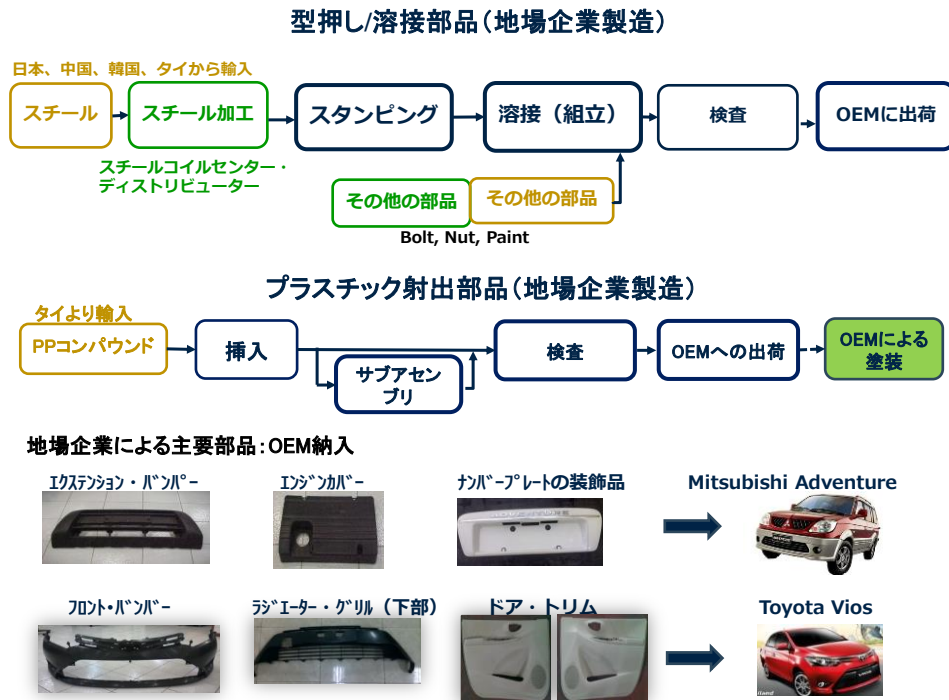 型押し/溶接部品(地場企業製造)
日本、中国、韓国、タイから輸入
スチール
スチール加工
スタンピング
溶接（組立）
検査
OEMに出荷
スチールコイルセンター・
ディストリビューター
その他の部品
その他の部品
Bolt, Nut, Paint
プラスチック射出部品(地場企業製造)
タイより輸入
PPコンパウンド
挿入
サブアセン
ブリ
検査
OEMへの出荷
OEMによる
塗装
地場企業による主要部品:OEM納入
ｴｸｽﾃﾝｼｮﾝ・ﾊﾞﾝﾊﾟｰ
ｴﾝｼﾞﾝｶﾊﾞｰ
ﾅﾝﾊﾞｰﾌﾟﾚｰﾄの装飾品
Mitsubishi Adventure
ﾌﾛﾝﾄ・ﾊﾞﾝﾊﾞｰ
ﾗｼﾞｴｰﾀｰ・ｸﾞﾘﾙ（下部）
ドア・トリム
Toyota Vios